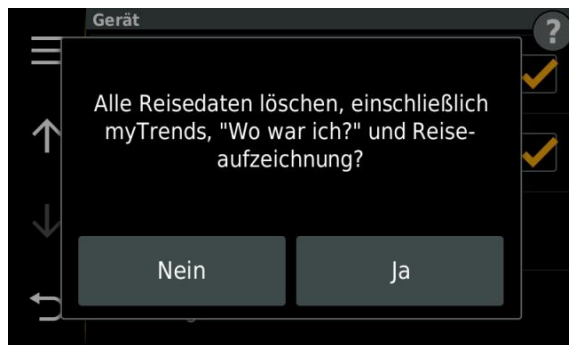 Gerät
?
Alle Reisedaten löschen, einschließlich
myTrends, "Wo war ich?" und Reise-
aufzeichnung?
Nein
Ja